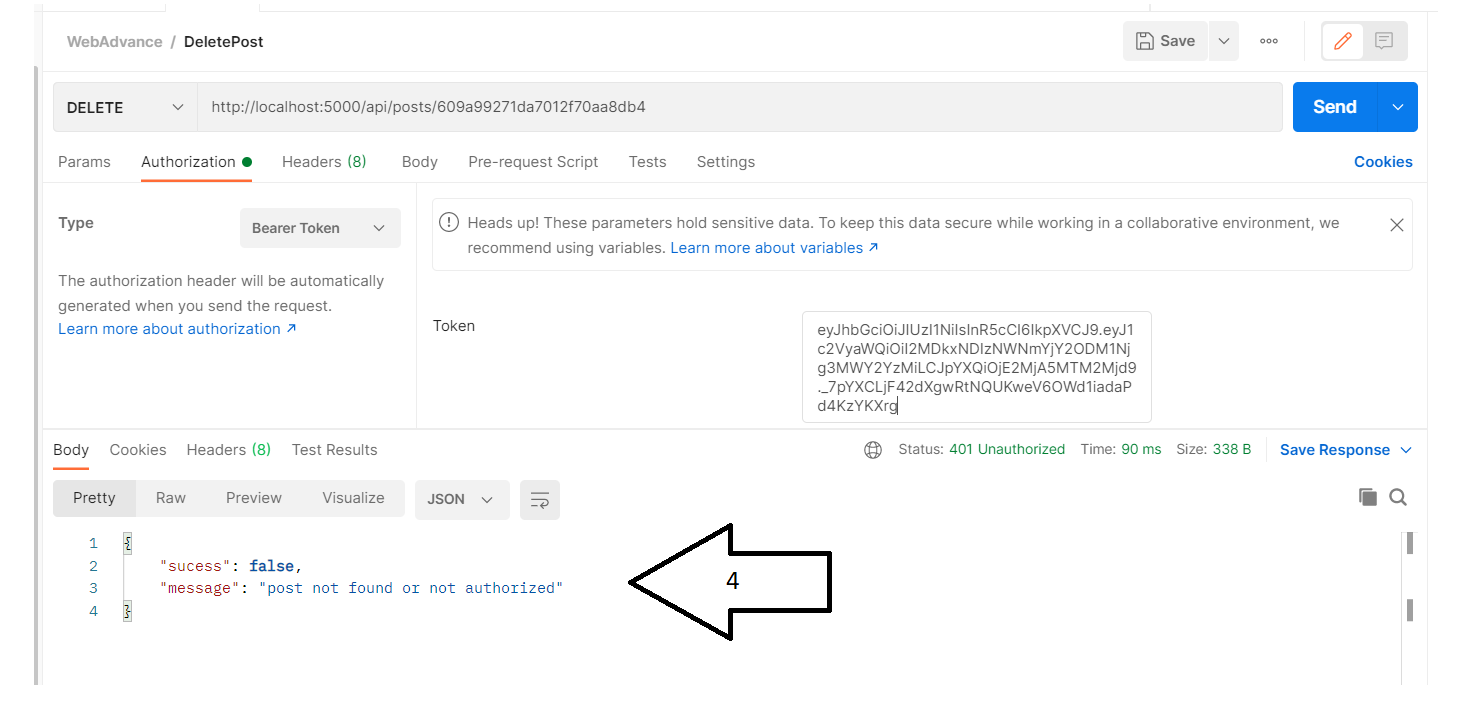 WebAdvance / DeletePost
Save
DELETE http://localhost:5000/api/posts/609a99271da7012f70aa8db4 Send
Params Authorization Headers (8) Body Pre-request Script Tests Settings Cookies
Type Bearer Token
Heads up! These parameters hold sensitive data. To keep this data secure while working in a collaborative environment, we
recommend using variables. Learn more about variables ↗
The authorization header will be automatically
generated when you send the request.
Learn more about authorization ↗
Token
eyJhbGciOiJIUzI1NiIsInR5cCI6IkpXVCJ9.eyJ1
c2VyaWQiOiI2MDkxNDIzNWNmYjY2ODM1Nj
g3MWY2YzMiLCJpYXQiOjE2MjA5MTM2Mjd9
._7pYXCLjF42dXgwRtNQUKweV6OWd1iadaP
d4KzYKXrg
Body Cookies Headers (8) Test Results Status: 401 Unauthorized Time: 90 ms Size: 338 B Save Response
Pretty Raw Preview Visualize JSON
1 {
2 "sucess": false,
3 "message": "post not found or not authorized"
4 }
4